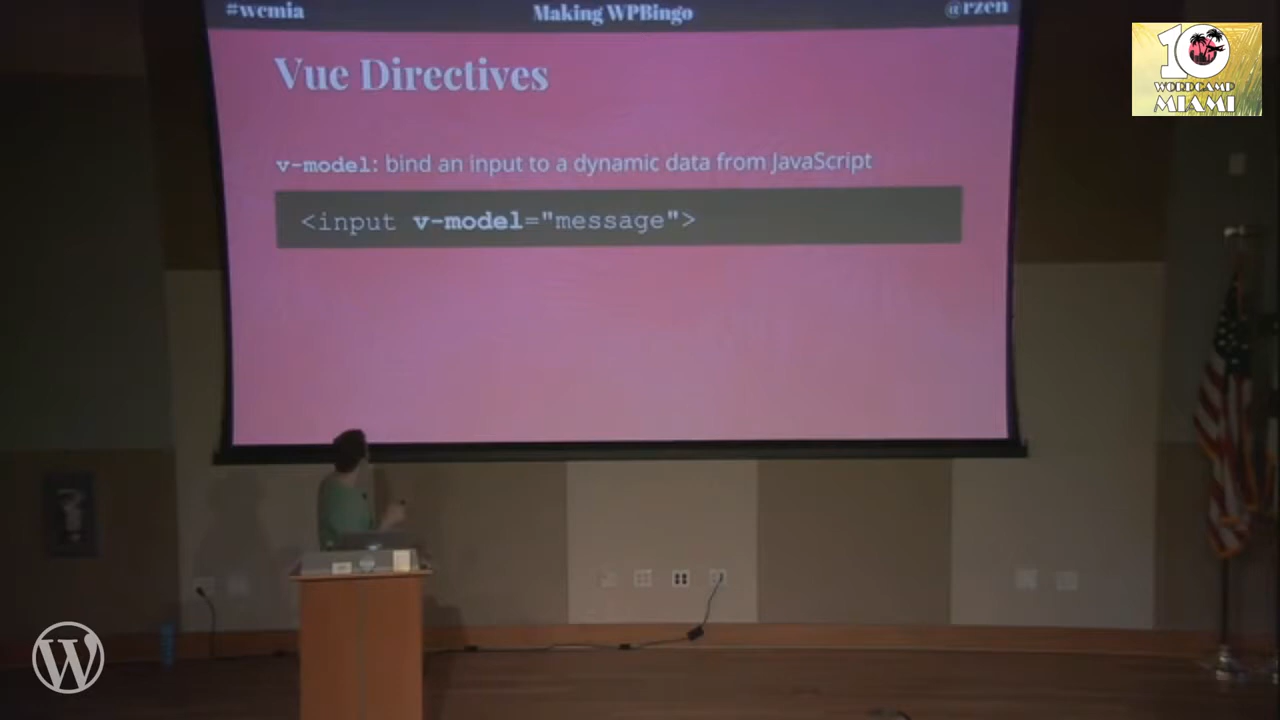 #wcmia
Making WPBingo
@rzen
Vue Directives
v-model: bind an input to a dynamic data from JavaScript
<input v-model="message">
10
WORDCAMP
MIAMI